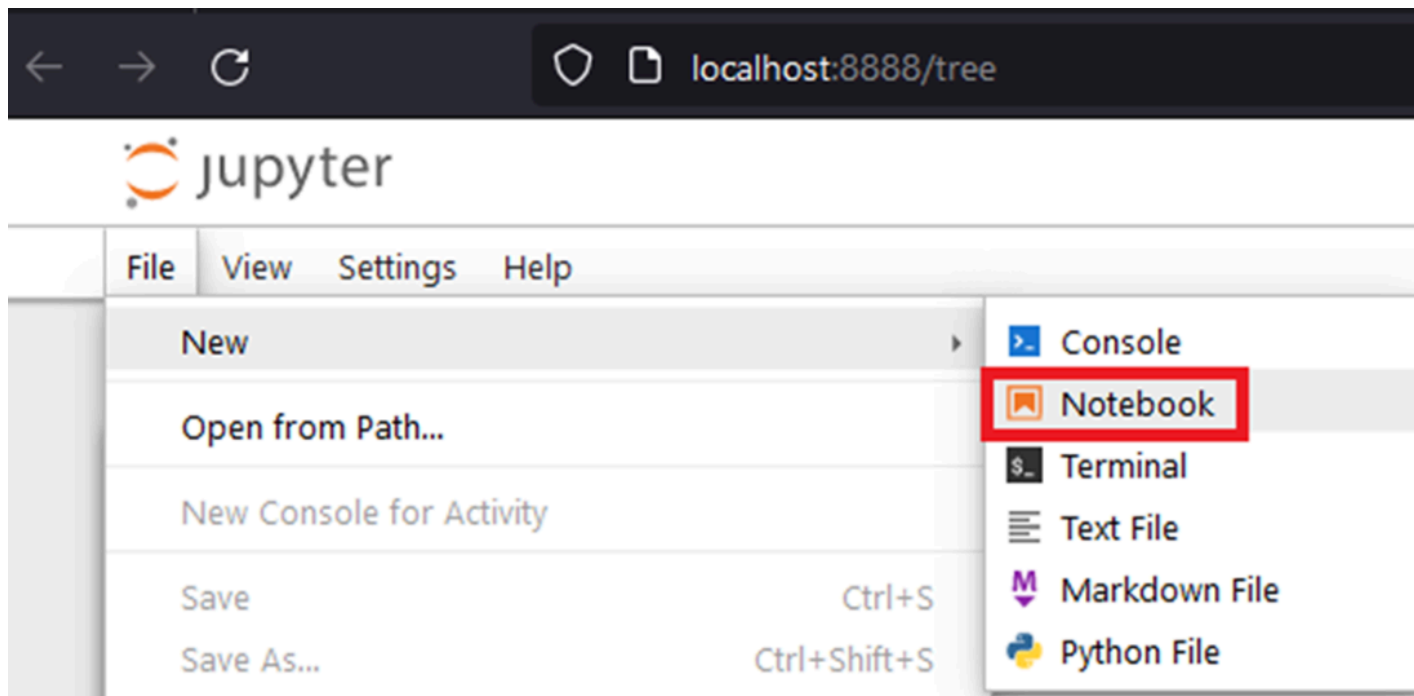 localhost:8888/tree
jupyter
File View Settings Help
New
Console
Notebook
Open from Path...
Terminal
New Console for Activity
Text File
Save Ctrl+S
Markdown File
Save As... Ctrl+Shift+S
Python File